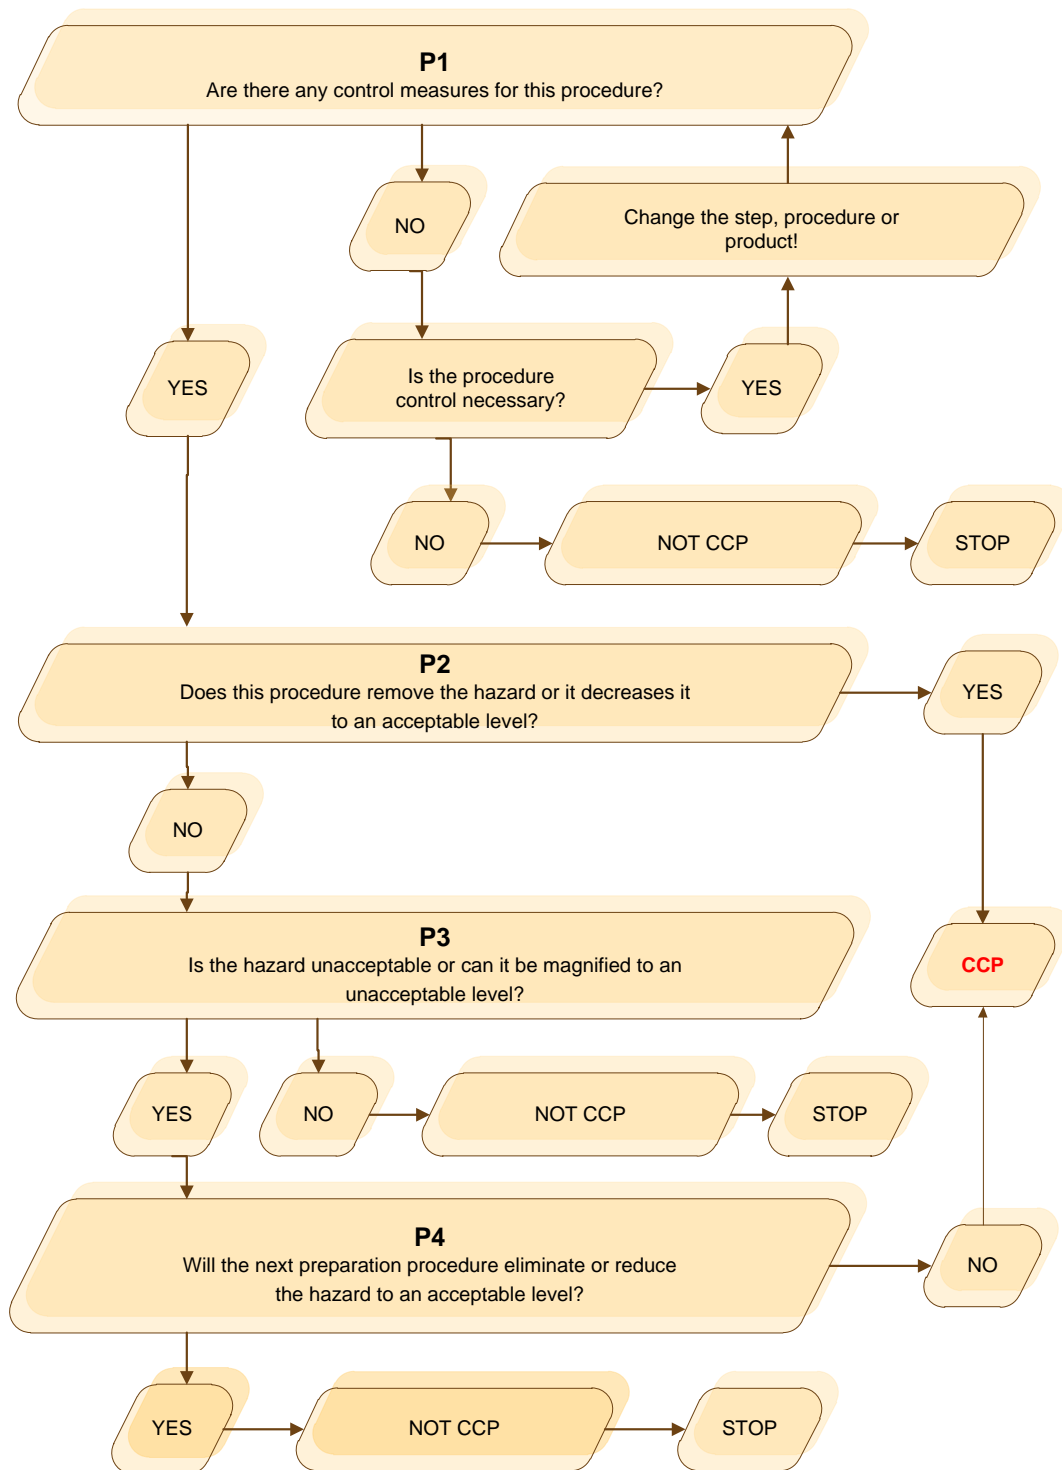 P1
Are there any control measures for this procedure?
NO
Change the step, procedure or
product!
YES
Is the procedure
control necessary?
YES
NO
NOT CCP
STOP
P2
Does this procedure remove the hazard or it decreases it
to an acceptable level?
YES
NO
P3
Is the hazard unacceptable or can it be magnified to an
unacceptable level?
CCP
YES
NO
NOT CCP
STOP
P4
Will the next preparation procedure eliminate or reduce
the hazard to an acceptable level?
NO
YES
NOT CCP
STOP